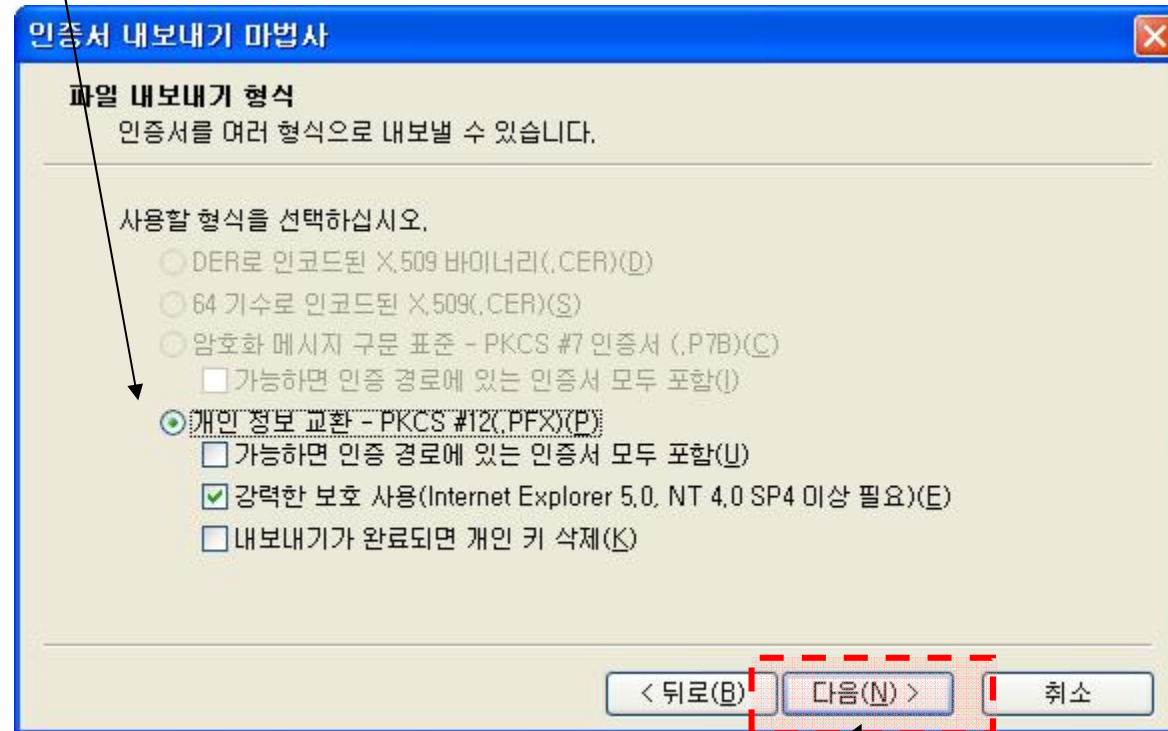 인증서 내보내기 마법사
파일 내보내기 형식
인증서를 여러 형식으로 내보낼 수 있습니다.
사용할 형식을 선택하십시오.
DER로 인코드된 X.509 바이너리(.CER)(D)
64 기수로 인코드된 X.509(.CER)(S)
암호화 메시지 구문 표준 - PKCS #7 인증서 (.P7B)(C)
가능하면 인증 경로에 있는 인증서 모두 포함(I)
개인 정보 교환 - PKCS #12(.PFX)(P)
가능하면 인증 경로에 있는 인증서 모두 포함(U)
강력한 보호 사용(Internet Explorer 5.0, NT 4.0 SP4 이상 필요)(E)
내보내기가 완료되면 개인 키 삭제(K)
< 뒤로(B) 다음(N) > 취소